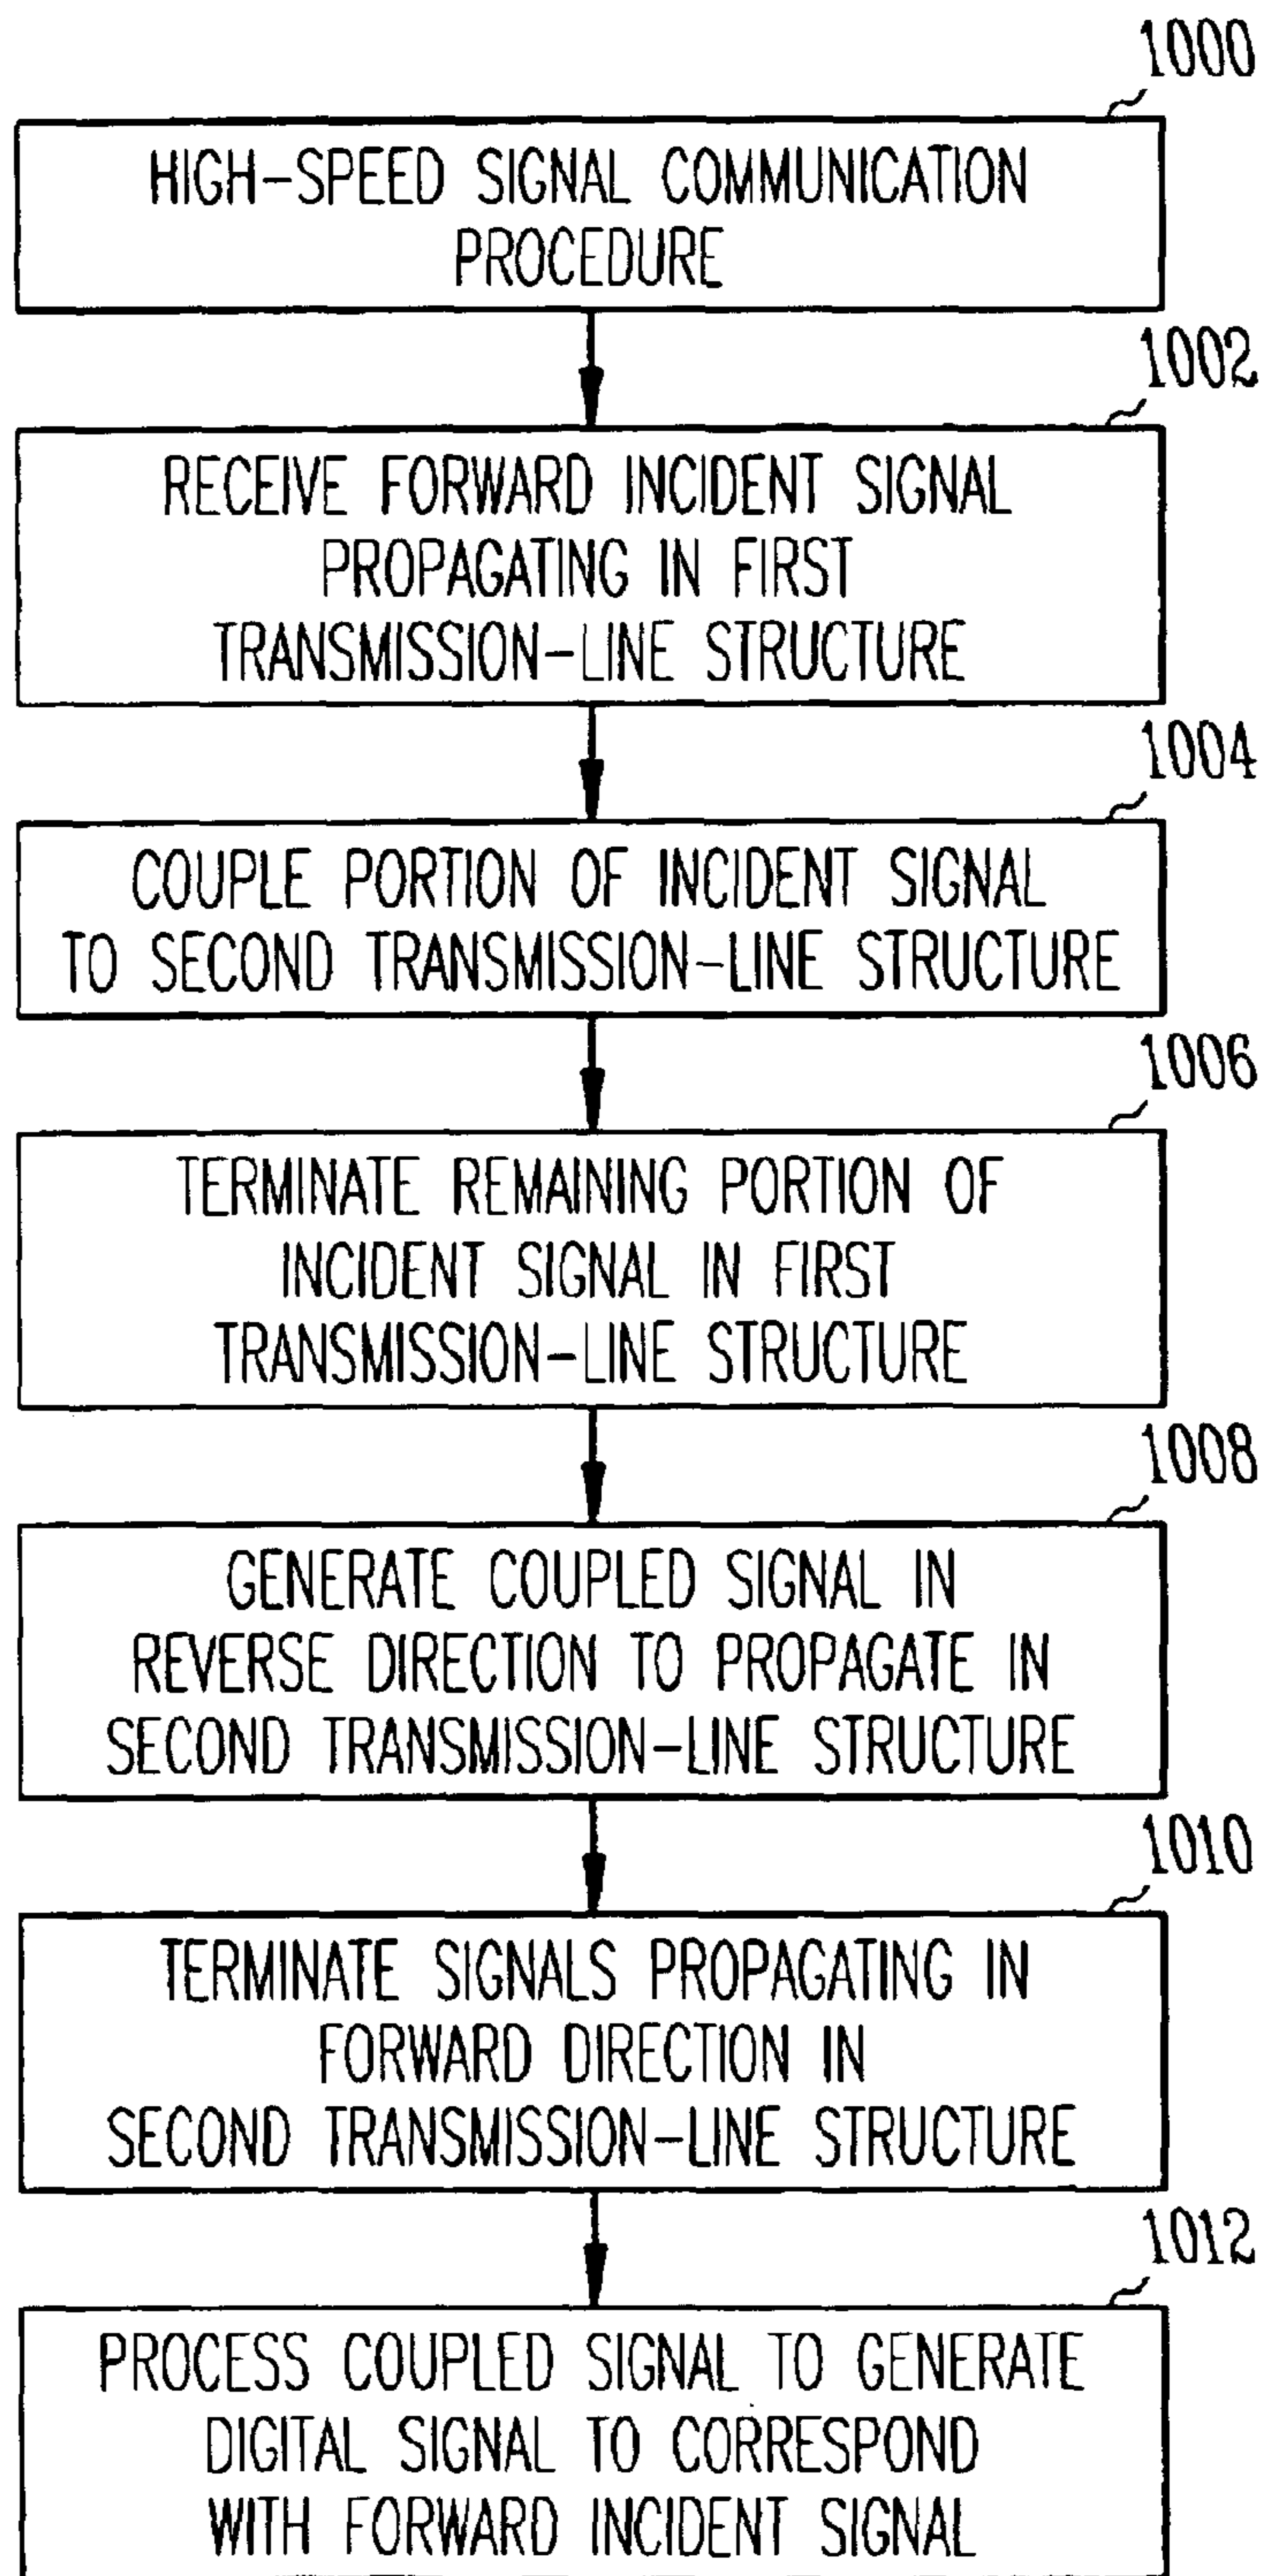 1000
HIGH-SPEED SIGNAL COMMUNICATION
PROCEDURE
1002
RECEIVE FORWARD INCIDENT SIGNAL
PROPAGATING IN FIRST
TRANSMISSION-LINE STRUCTURE
1004
COUPLE PORTION OF INCIDENT SIGNAL
TO SECOND TRANSMISSION-LINE STRUCTURE
1006
TERMINATE REMAINING PORTION OF
INCIDENT SIGNAL IN FIRST
TRANSMISSION-LINE STRUCTURE
1008
GENERATE COUPLED SIGNAL IN
REVERSE DIRECTION TO PROPAGATE IN
SECOND TRANSMISSION-LINE STRUCTURE
1010
TERMINATE SIGNALS PROPAGATING IN
FORWARD DIRECTION IN
SECOND TRANSMISSION-LINE STRUCTURE
1012
PROCESS COUPLED SIGNAL TO GENERATE
DIGITAL SIGNAL TO CORRESPOND
WITH FORWARD INCIDENT SIGNAL